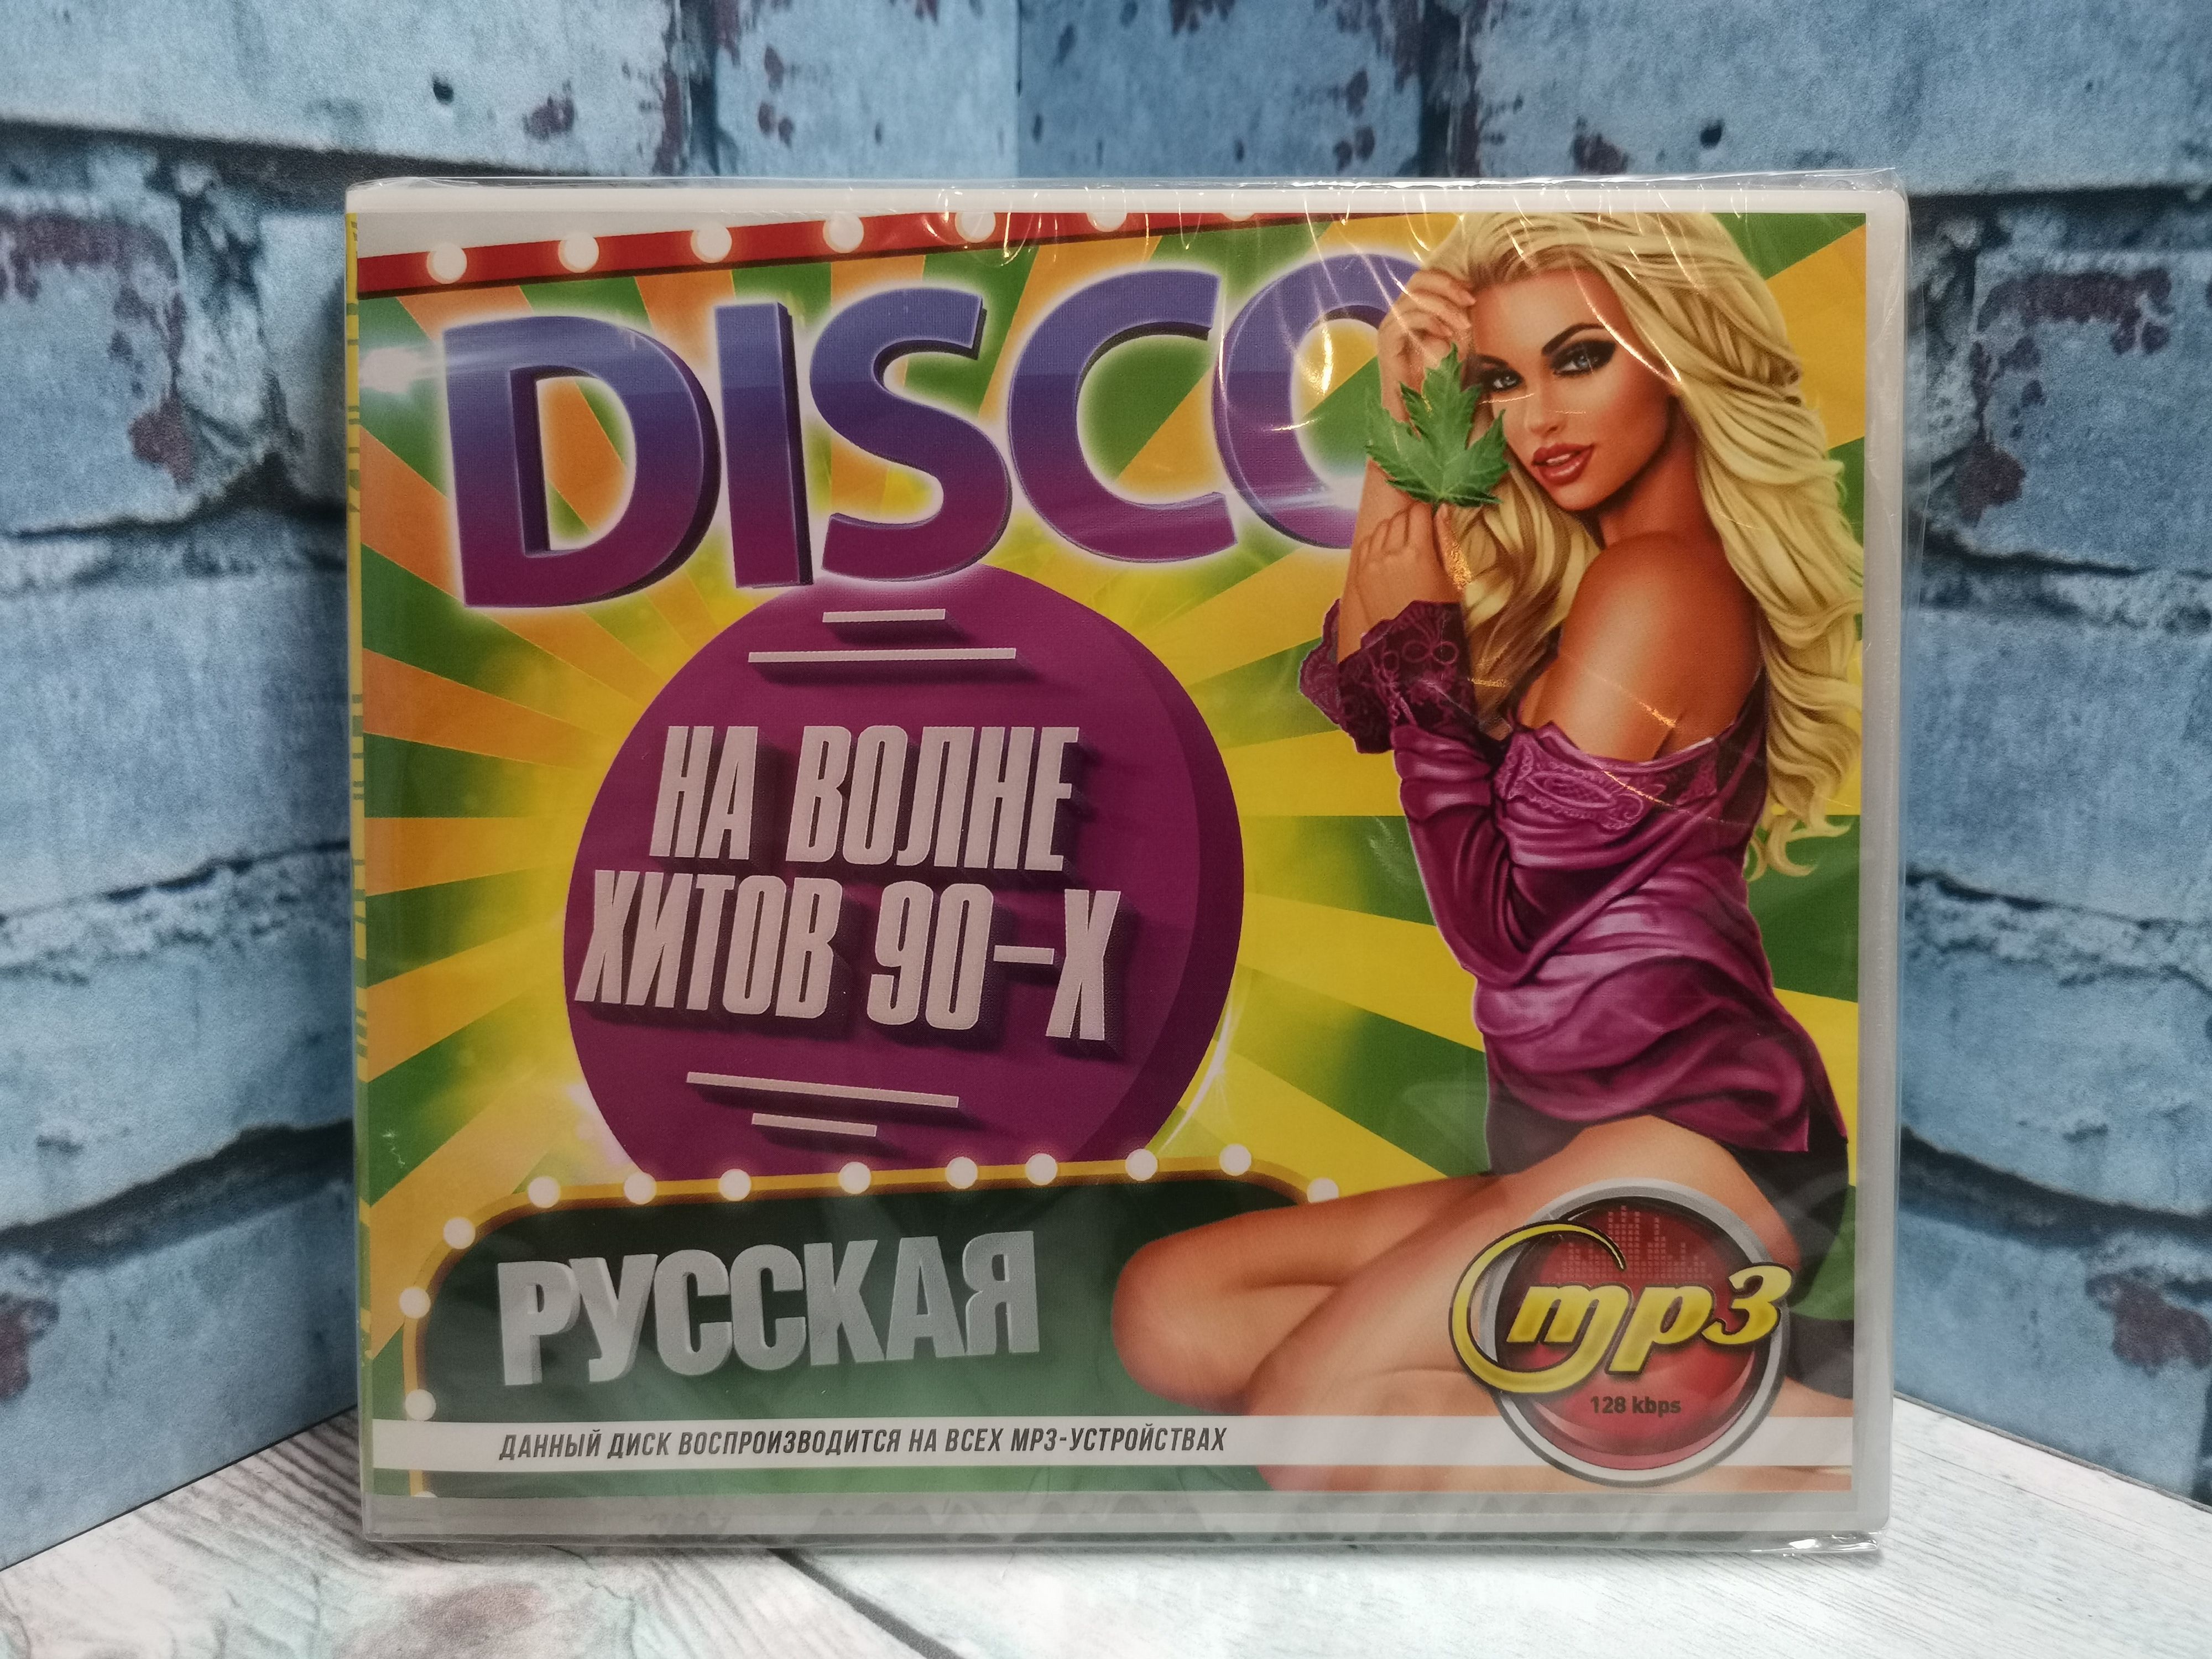 DISCO
НА ВОЛНЕ
ХИТОВ 90-Х
РУССКАЯ
mp3
128 kbps
ДАННЫЙ ДИСК ВОСПРОИЗВОДИТСЯ НА ВСЕХ MP3-УСТРОЙСТВАХ